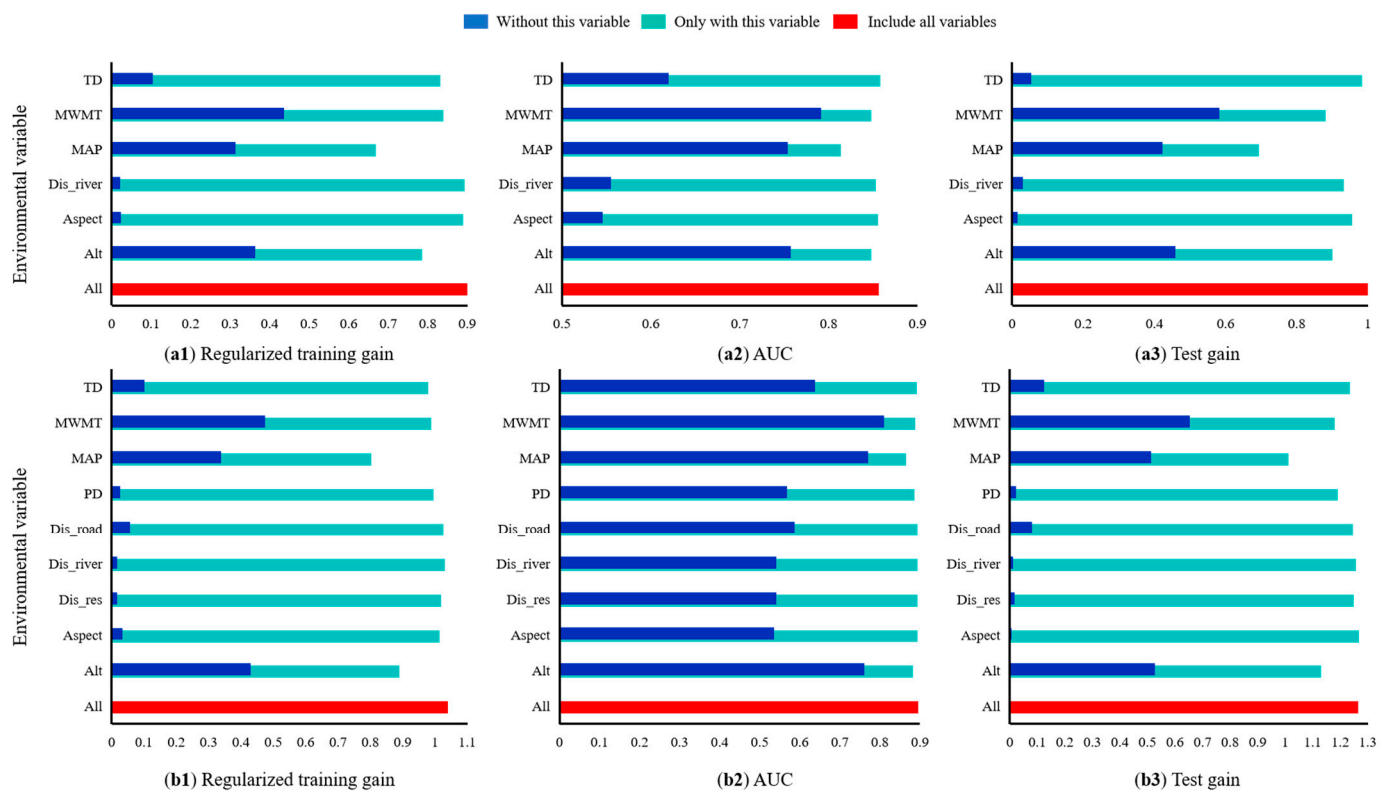 Without this variable Only with this variable Include all variables
Environmental variable
TD
MWMT
MAP
Dis_river
Aspect
Alt
All
0 0.1 0.2 0.3 0.4 0.5 0.6 0.7 0.8 0.9
(a1) Regularized training gain
TD
MWMT
MAP
Dis_river
Aspect
Alt
All
0.5 0.6 0.7 0.8 0.9
(a2) AUC
TD
MWMT
MAP
Dis_river
Aspect
Alt
All
0 0.2 0.4 0.6 0.8 1
(a3) Test gain
Environmental variable
TD
MWMT
MAP
PD
Dis_road
Dis_river
Dis_res
Aspect
Alt
All
0 0.1 0.2 0.3 0.4 0.5 0.6 0.7 0.8 0.9 1 1.1
(b1) Regularized training gain
TD
MWMT
MAP
PD
Dis_road
Dis_river
Dis_res
Aspect
Alt
All
0 0.1 0.2 0.3 0.4 0.5 0.6 0.7 0.8 0.9
(b2) AUC
TD
MWMT
MAP
PD
Dis_road
Dis_river
Dis_res
Aspect
Alt
All
0 0.1 0.2 0.3 0.4 0.5 0.6 0.7 0.8 0.9 1 1.1 1.2 1.3
(b3) Test gain